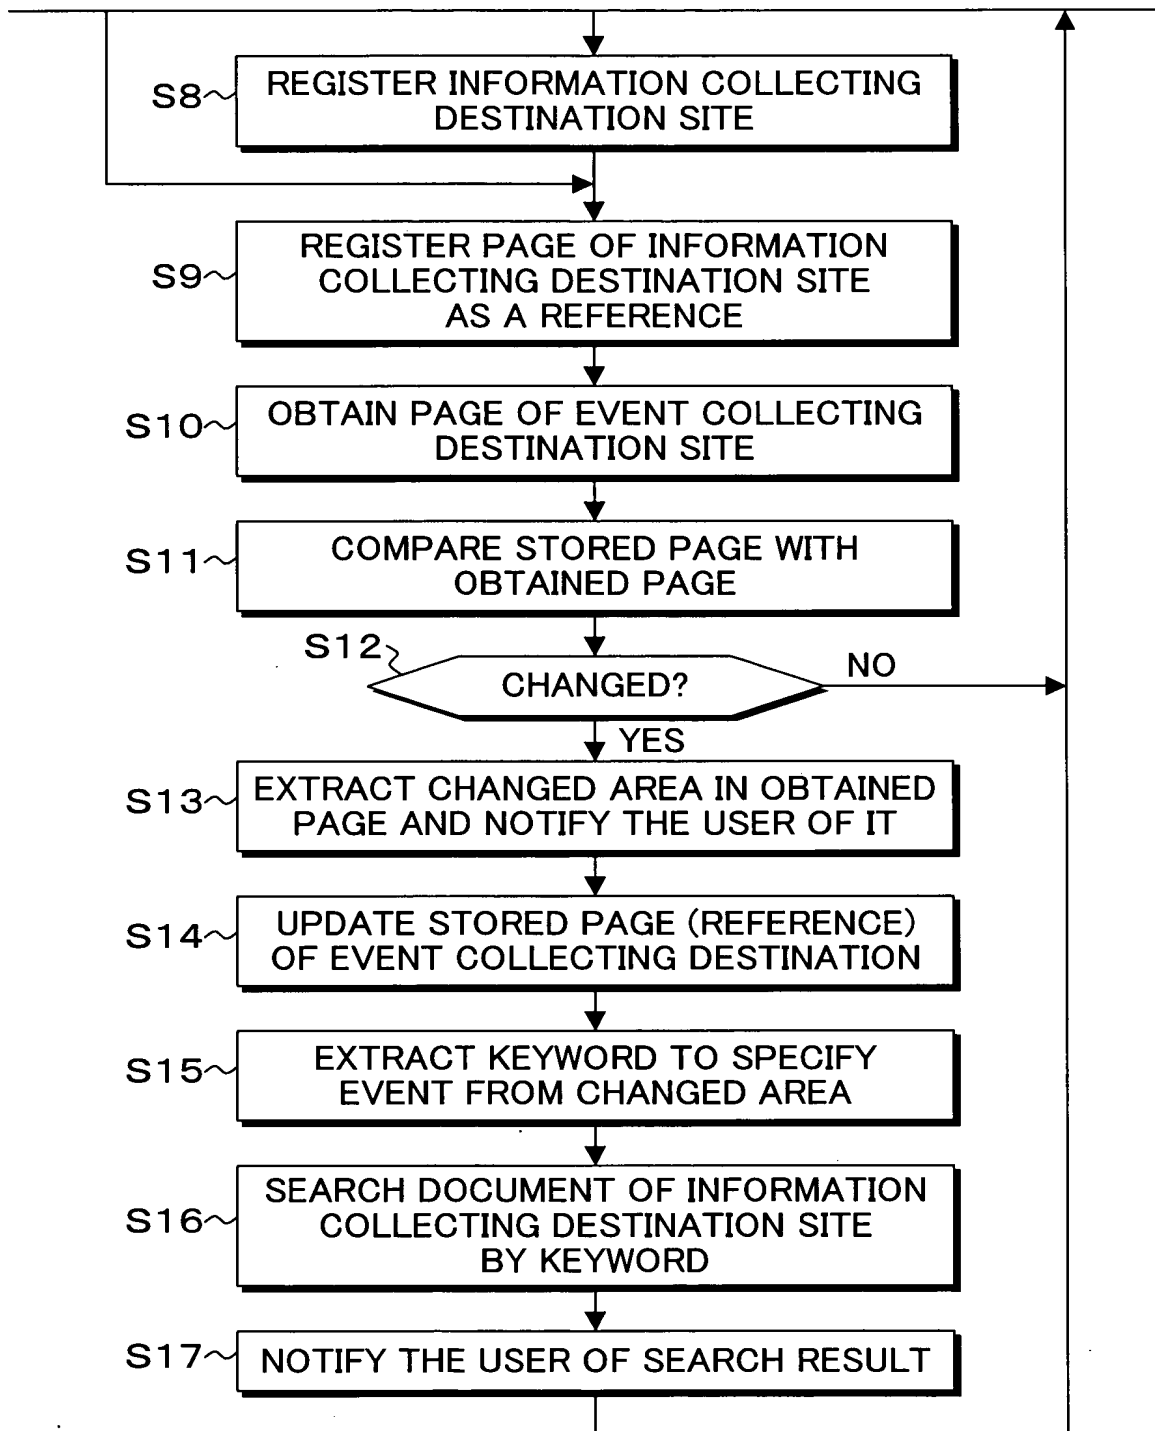 S8
REGISTER INFORMATION COLLECTING
DESTINATION SITE
S9
REGISTER PAGE OF INFORMATION
COLLECTING DESTINATION SITE
AS A REFERENCE
S10
OBTAIN PAGE OF EVENT COLLECTING
DESTINATION SITE
S11
COMPARE STORED PAGE WITH
OBTAINED PAGE
S12
CHANGED?
NO
YES
S13
EXTRACT CHANGED AREA IN OBTAINED
PAGE AND NOTIFY THE USER OF IT
S14
UPDATE STORED PAGE (REFERENCE)
OF EVENT COLLECTING DESTINATION
S15
EXTRACT KEYWORD TO SPECIFY
EVENT FROM CHANGED AREA
S16
SEARCH DOCUMENT OF INFORMATION
COLLECTING DESTINATION SITE
BY KEYWORD
S17
NOTIFY THE USER OF SEARCH RESULT